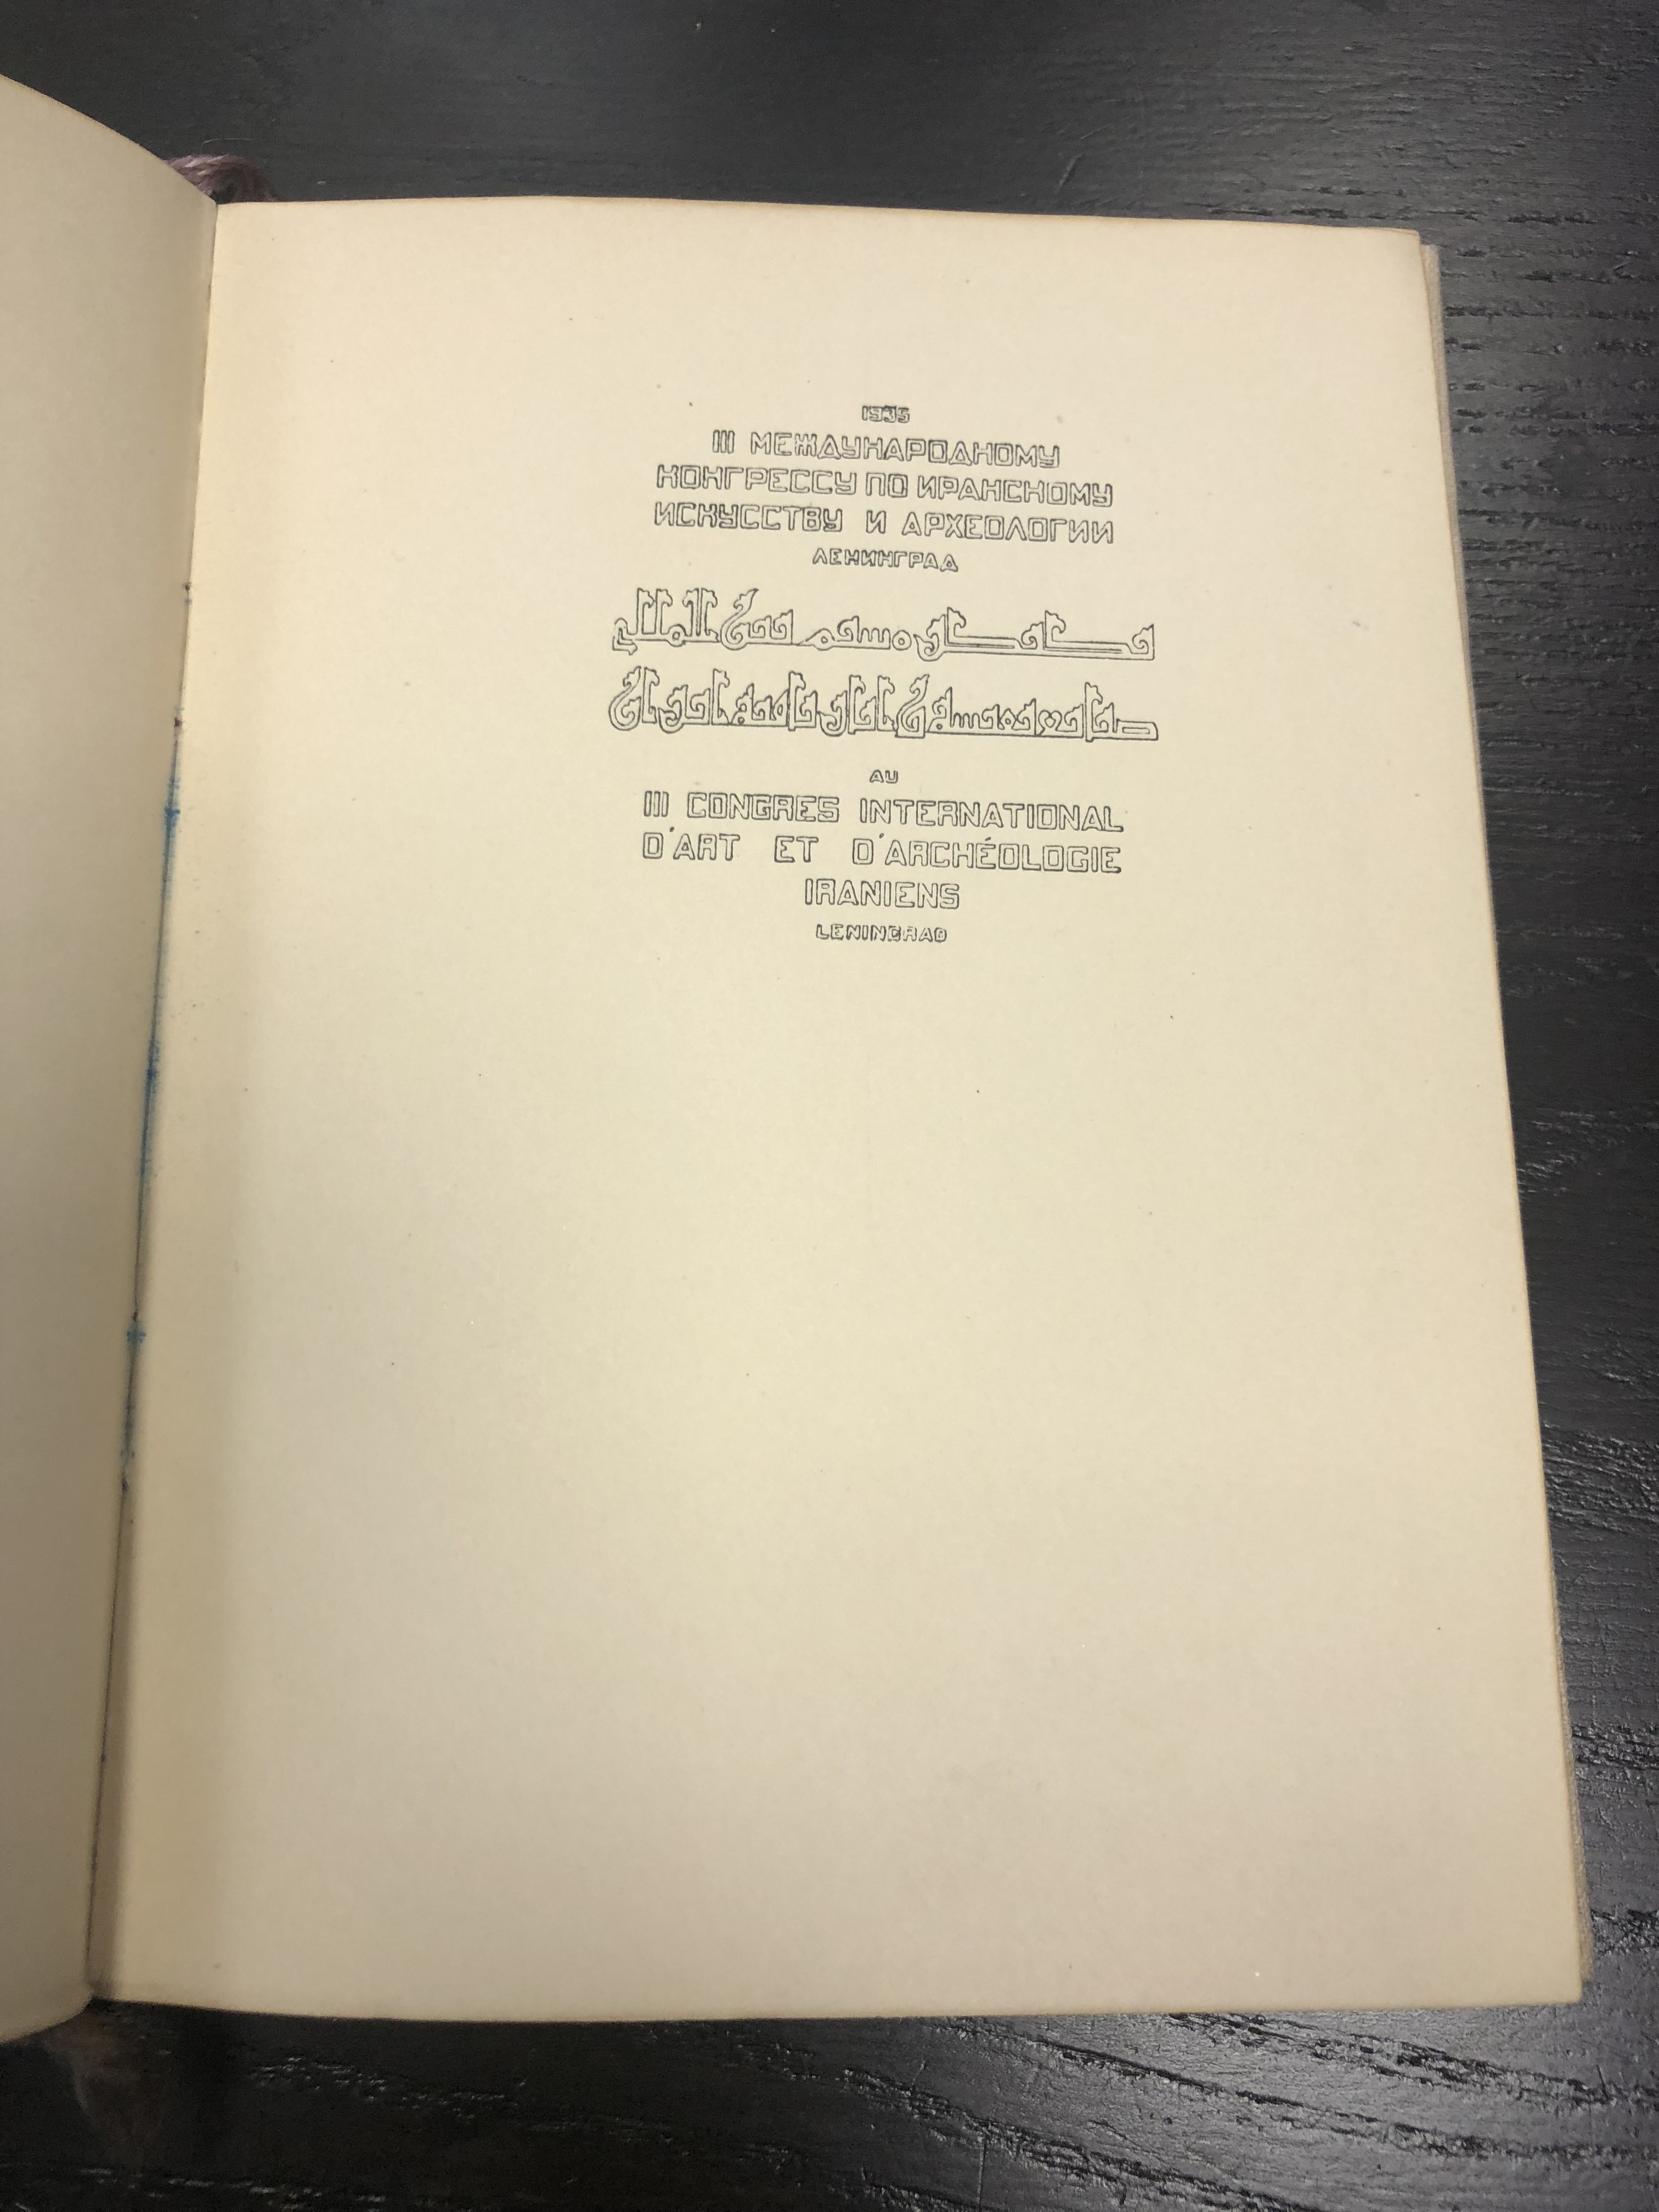 1935
III МЕЖДУНАРОДНОМУ
КОНГРЕССУ ПО ИРАНСКОМУ
ИСКУССТВУ И АРХЕОЛОГИИ
ЛЕНИНГРАД
AU
III CONGRES INTERNATIONAL
D'ART ET D'ARCHÉOLOGIE
IRANIENS
LENINGRAD